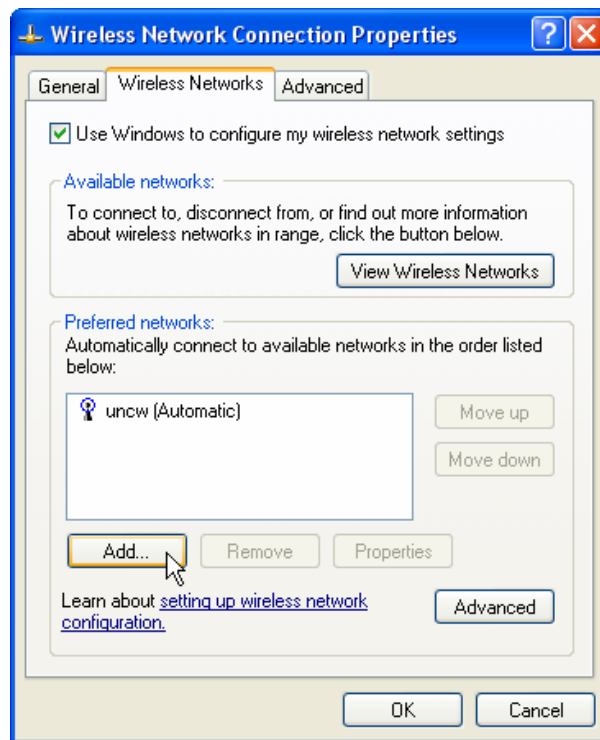 Wireless Network Connection Properties
?
General
Wireless Networks
Advanced
Use Windows to configure my wireless network settings
Available networks:
To connect to, disconnect from, or find out more information
about wireless networks in range, click the button below.
View Wireless Networks
Preferred networks:
Automatically connect to available networks in the order listed
below:
uncw (Automatic)
Move up
Move down
Add...
Remove
Properties
Learn about setting up wireless network
configuration.
Advanced
OK
Cancel